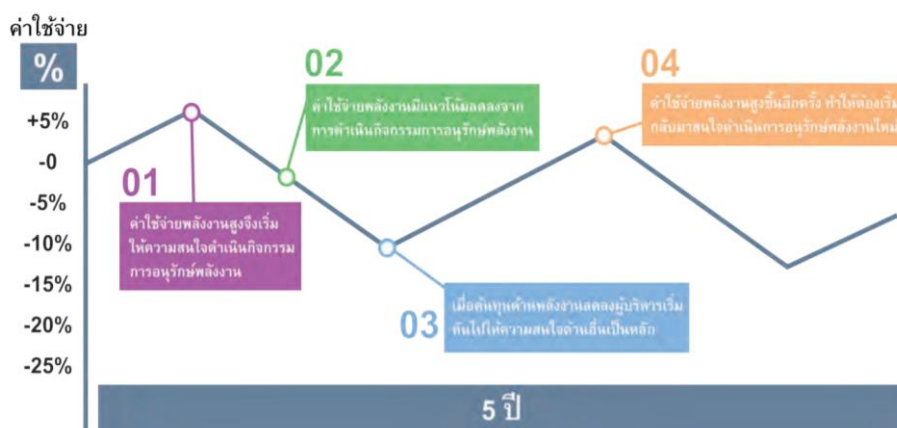 ค่าใช้จ่าย
%
+5%
-0
-5%
-10%
-15%
-20%
-25%
01
ค่าใช้จ่ายพลังงานสูงจึงเริ่ม
ให้ความสนใจดำเนินกิจกรรม
การอนุรักษ์พลังงาน
02
ค่าใช้จ่ายพลังงานมีแนวโน้มลดลงจาก
การดำเนินกิจกรรมการอนุรักษ์พลังงาน
03
เมื่อต้นทุนด้านพลังงานลดลงผู้บริหารเริ่ม
หันไปให้ความสนใจด้านอื่นเป็นหลัก
04
ค่าใช้จ่ายพลังงานสูงขึ้นอีกครั้ง ทำให้ต้องเริ่ม
กลับมาสนใจดำเนินการอนุรักษ์พลังงานใหม่
5 ปี